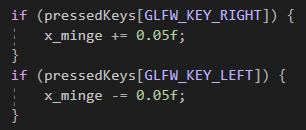 if (pressedKeys[GLFW_KEY_RIGHT]) {
x_minge += 0.05f;
}
if (pressedKeys[GLFW_KEY_LEFT]) {
x_minge -= 0.05f;
}